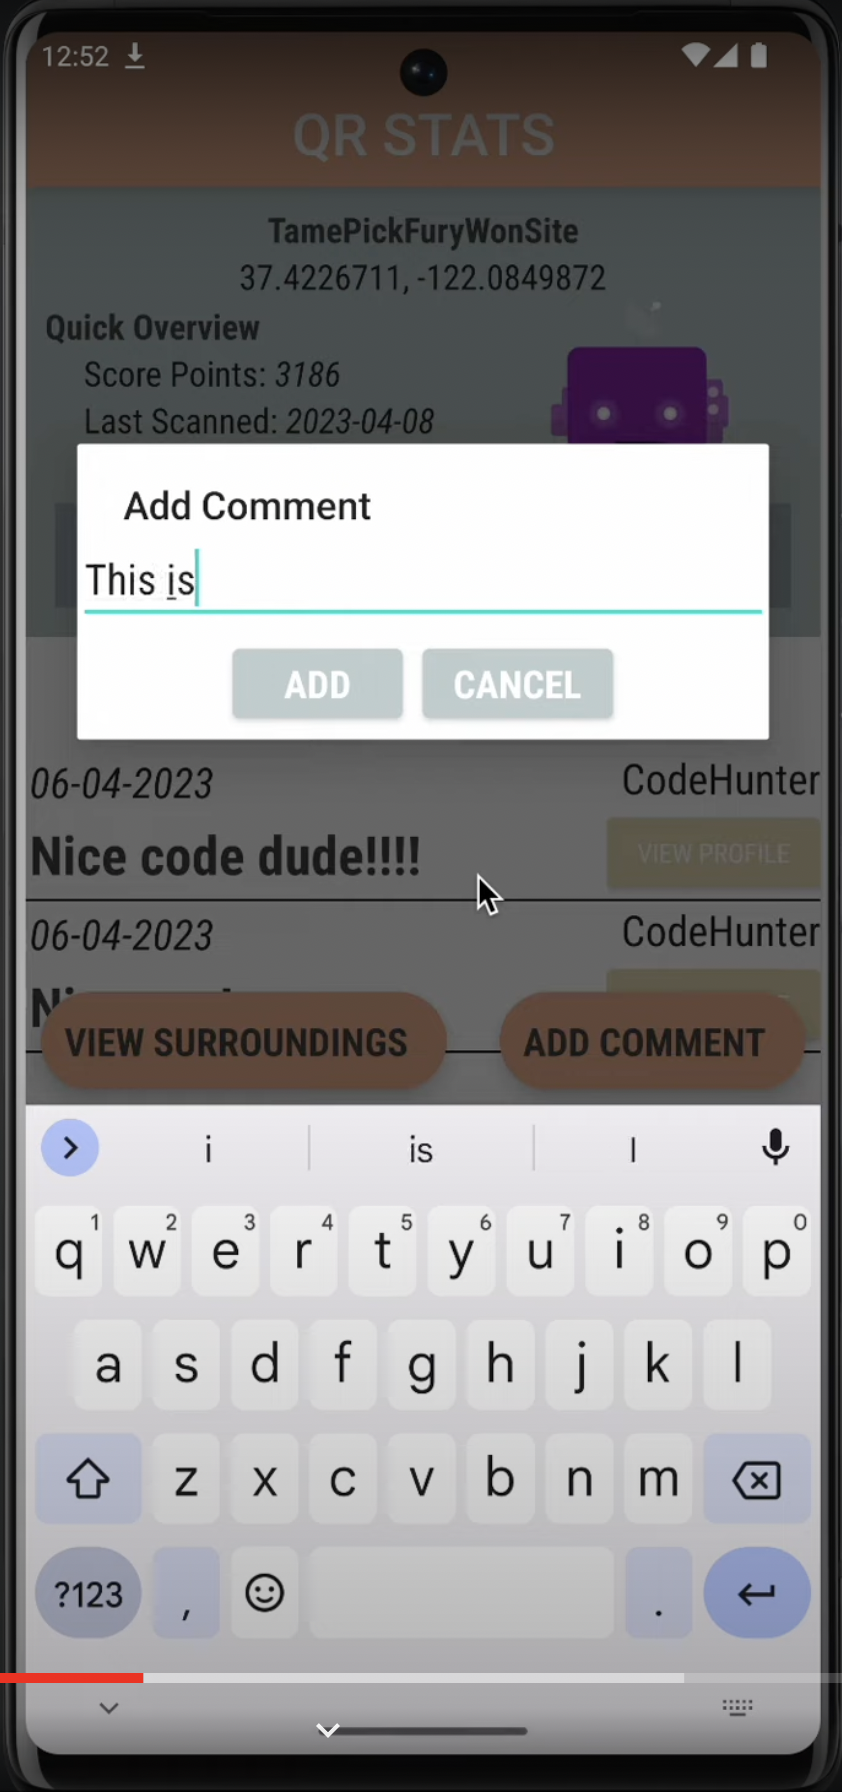 12:52
QR STATS
TamePickFuryWonSite
37.4226711, -122.0849872
Quick Overview
Score Points: 3186
Last Scanned: 2023-04-08
Add Comment
This is
ADD CANCEL
06-04-2023 CodeHunter
Nice code dude!!!! VIEW PROFILE
06-04-2023 CodeHunter
VIEW SURROUNDINGS ADD COMMENT
i is I
q1 w2 e3 r4 t5 y6 u7 i8 o9 p0
a s d f g h j k l
z x c v b n m
?123 , .